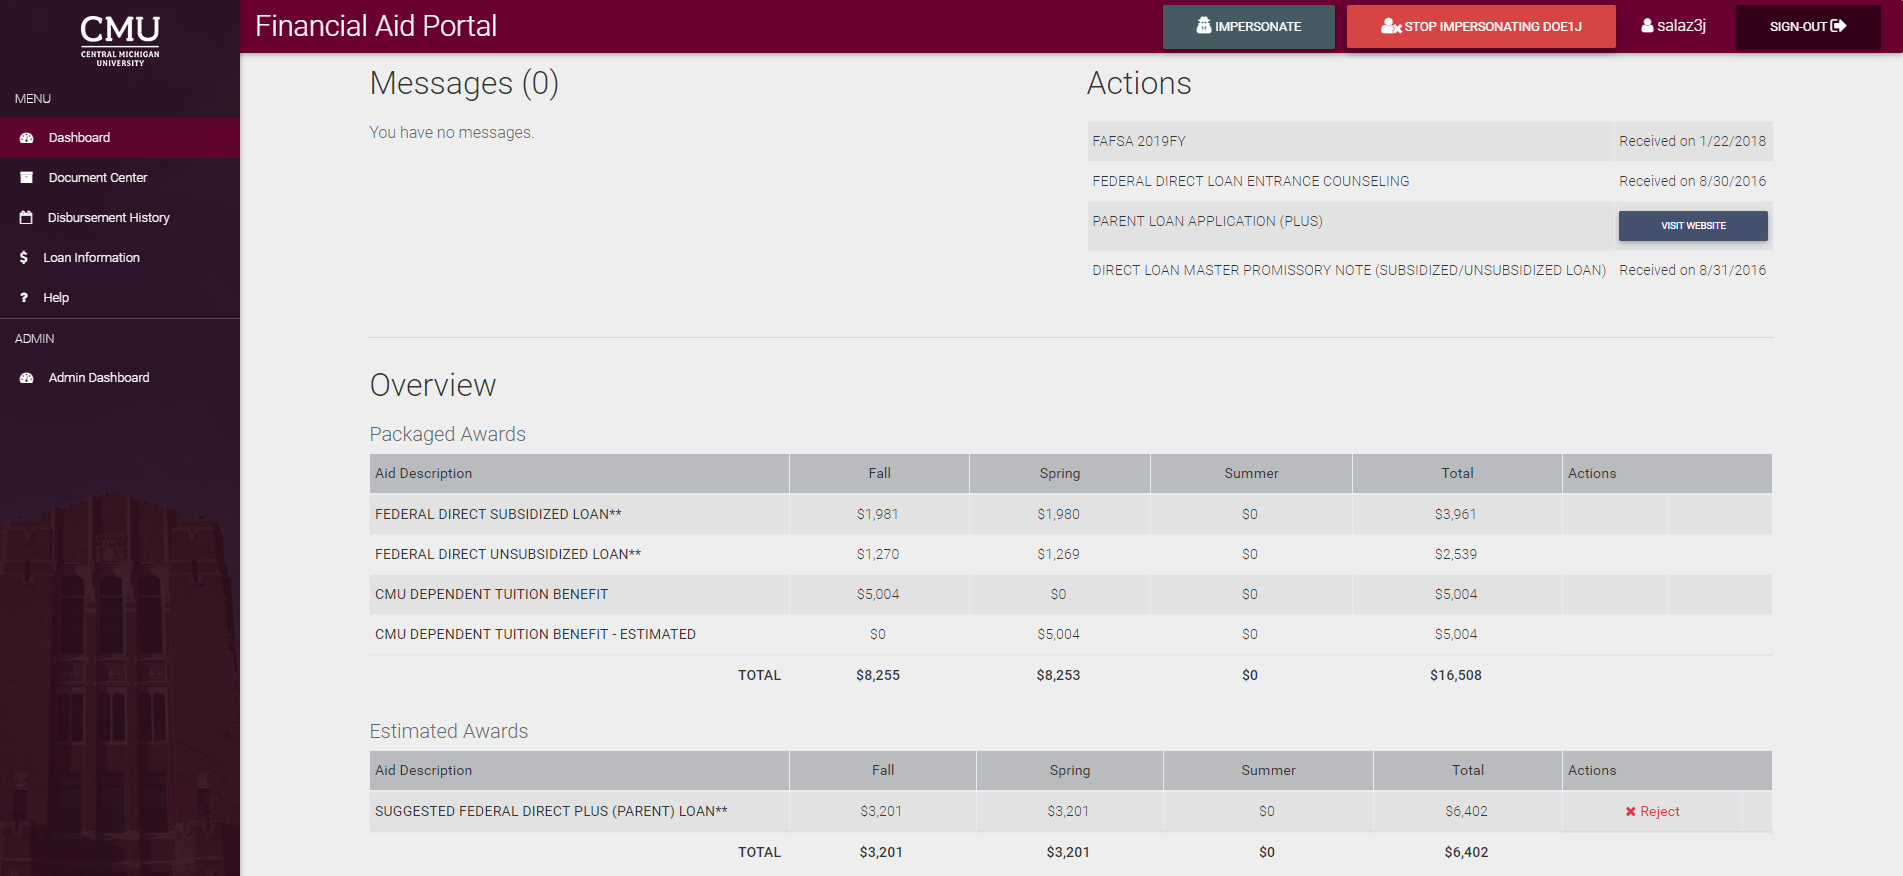 CMU
CENTRAL MICHIGAN
UNIVERSITY
Financial Aid Portal
IMPERSONATE
STOP IMPERSONATING DOE1J
salaz3j
SIGN-OUT
MENU
Dashboard
Document Center
Disbursement History
$ Loan Information
? Help
ADMIN
Admin Dashboard
Messages (0)
You have no messages.
Actions
FAFSA 2019FY Received on 1/22/2018
FEDERAL DIRECT LOAN ENTRANCE COUNSELING Received on 8/30/2016
PARENT LOAN APPLICATION (PLUS) VISIT WEBSITE
DIRECT LOAN MASTER PROMISSORY NOTE (SUBSIDIZED/UNSUBSIDIZED LOAN) Received on 8/31/2016
Overview
Packaged Awards
Aid Description Fall Spring Summer Total Actions
FEDERAL DIRECT SUBSIDIZED LOAN** $1,981 $1,980 $0 $3,961
FEDERAL DIRECT UNSUBSIDIZED LOAN** $1,270 $1,269 $0 $2,539
CMU DEPENDENT TUITION BENEFIT $5,004 $0 $0 $5,004
CMU DEPENDENT TUITION BENEFIT - ESTIMATED $0 $5,004 $0 $5,004
TOTAL $8,255 $8,253 $0 $16,508
Estimated Awards
Aid Description Fall Spring Summer Total Actions
SUGGESTED FEDERAL DIRECT PLUS (PARENT) LOAN** $3,201 $3,201 $0 $6,402 Reject
TOTAL $3,201 $3,201 $0 $6,402